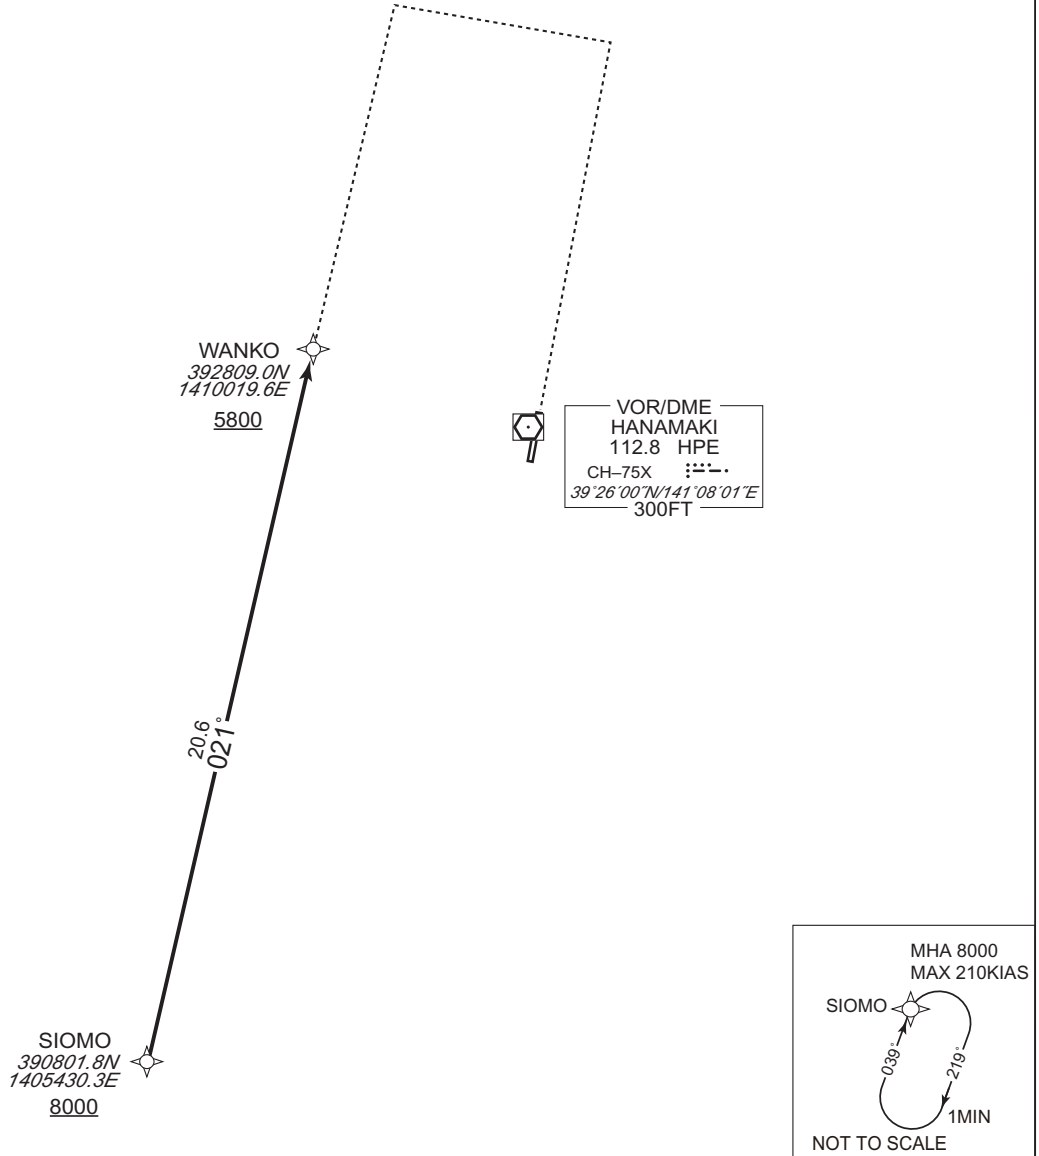 WANKO
392809.0N
1410019.6E
5800
VOR/DME
HANAMAKI
112.8 HPE
CH–75X
39°26′00″N/141°08′01″E
300FT
20.6
021°
SIOMO
390801.8N
1405430.3E
8000
MHA 8000
MAX 210KIAS
SIOMO
039°
219°
1MIN
NOT TO SCALE